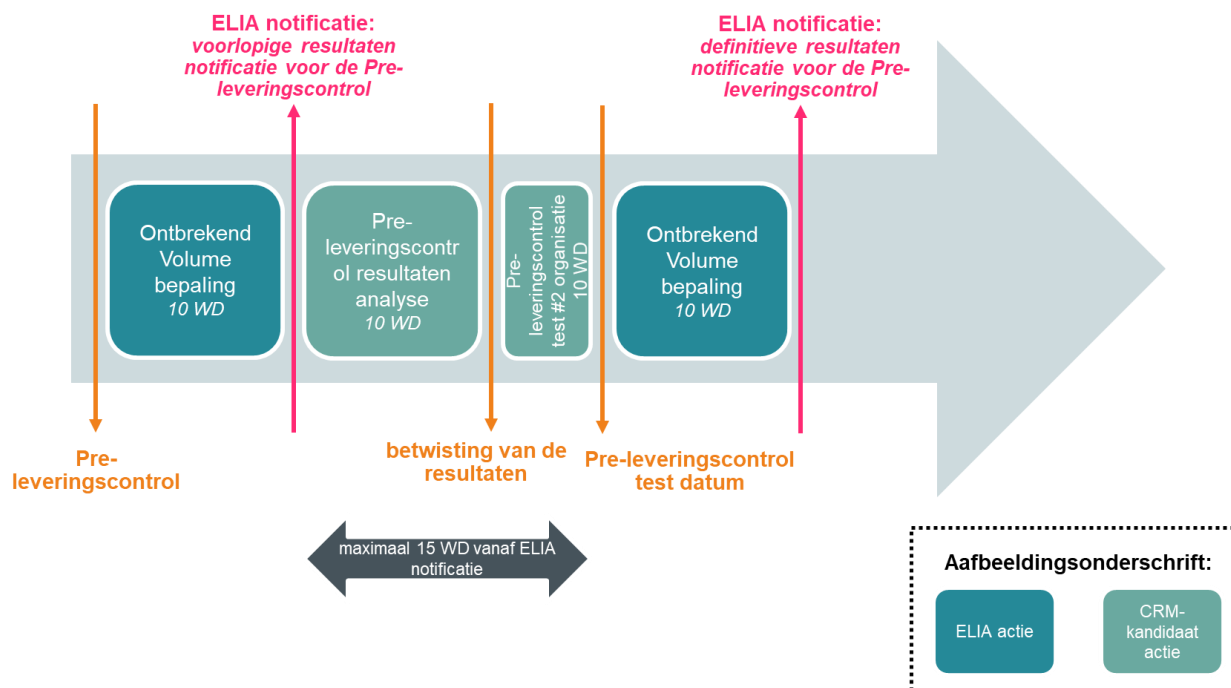 ELIA notificatie:
voorlopige resultaten
notificatie voor de Pre-
leveringscontrol
ELIA notificatie:
definitieve resultaten
notificatie voor de Pre-
leveringscontrol
Ontbrekend
Volume
bepaling
10 WD
Pre-
leveringscontr
ol resultaten
analyse
10 WD
Pre-
leveringscontrol
test #2 organisatie
10 WD
Ontbrekend
Volume
bepaling
10 WD
Pre-
leveringscontrol
betwisting van de
resultaten
Pre-leveringscontrol
test datum
maximaal 15 WD vanaf ELIA
notificatie
Aafbeeldingsonderschrift:
ELIA actie
CRM-
kandidaat
actie